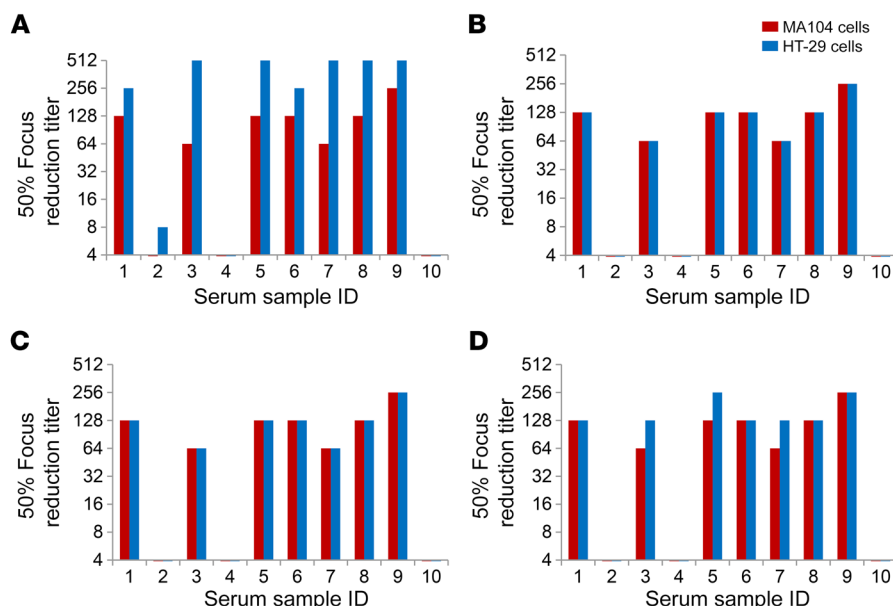 A
50% Focus
reduction titer
512
256
128
64
32
16
8
4
1 2 3 4 5 6 7 8 9 10
Serum sample ID
B
MA104 cells
HT-29 cells
50% Focus
reduction titer
512
256
128
64
32
16
8
4
1 2 3 4 5 6 7 8 9 10
Serum sample ID
C
50% Focus
reduction titer
512
256
128
64
32
16
8
4
1 2 3 4 5 6 7 8 9 10
Serum sample ID
D
50% Focus
reduction titer
512
256
128
64
32
16
8
4
1 2 3 4 5 6 7 8 9 10
Serum sample ID